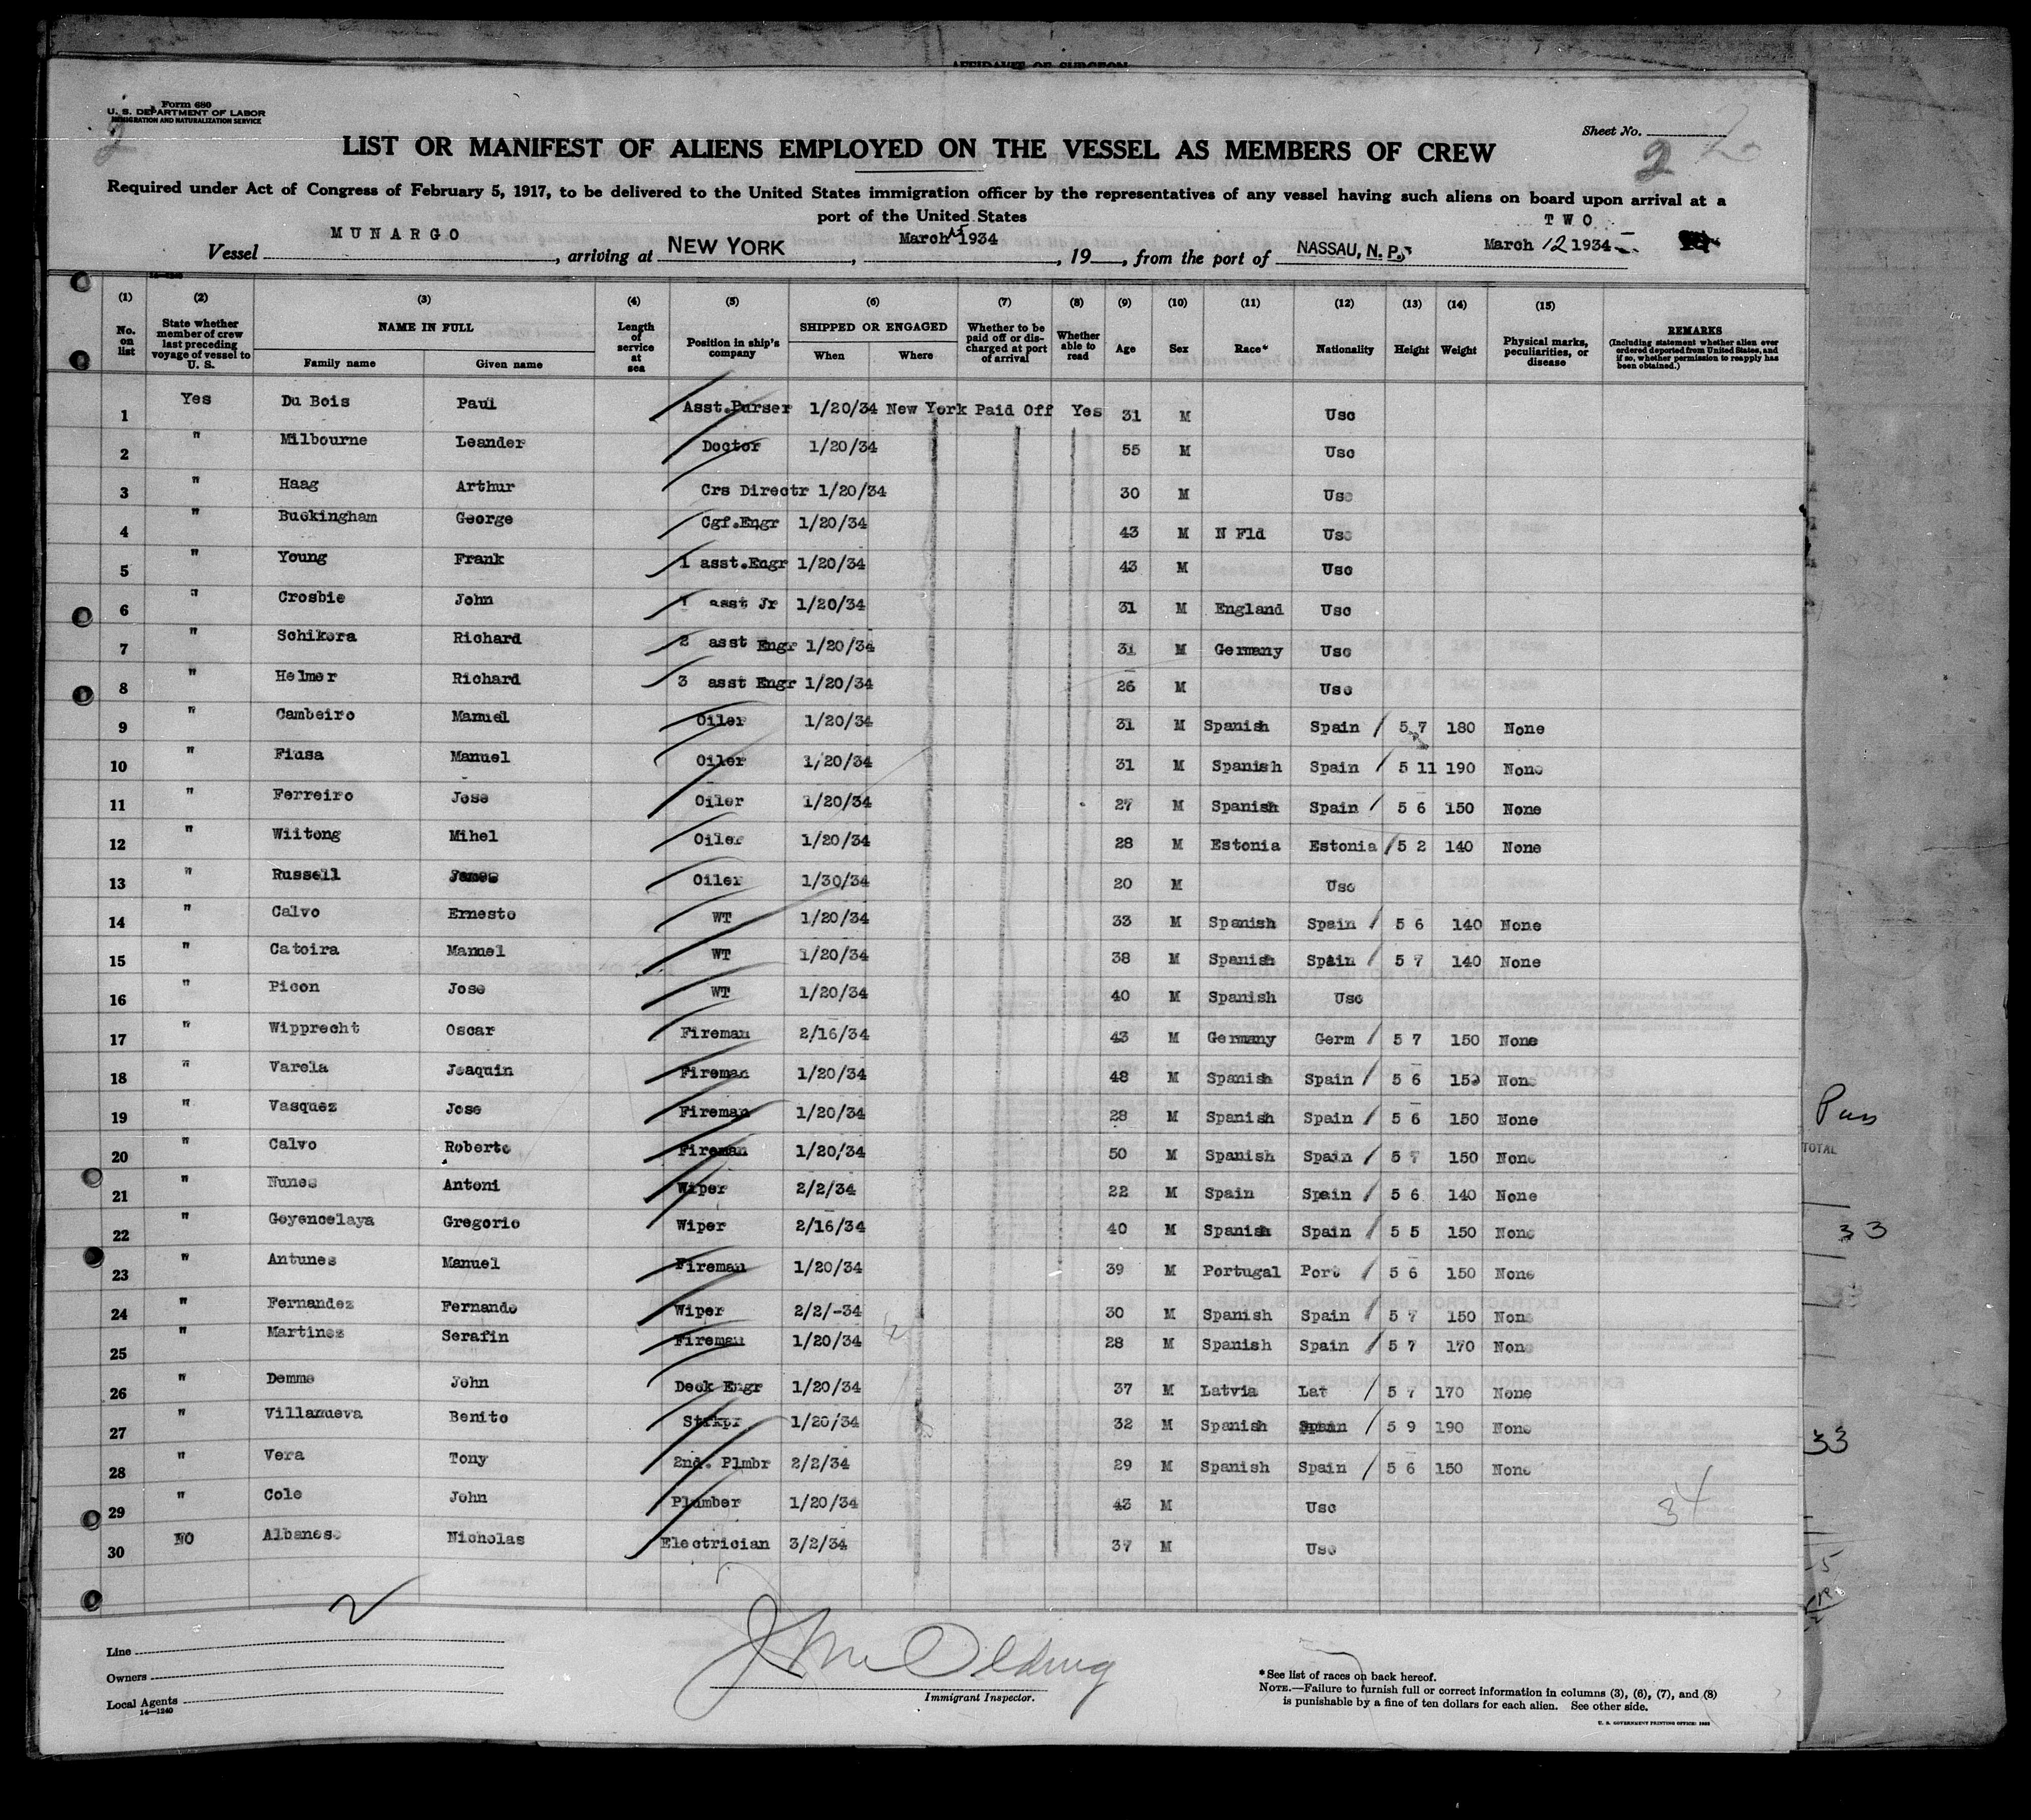 AFFIDAVIT OF SURGEON
Form 680
U. S. DEPARTMENT OF LABOR
IMMIGRATION AND NATURALIZATION SERVICE
Sheet No.
2
LIST OR MANIFEST OF ALIENS EMPLOYED ON THE VESSEL AS MEMBERS OF CREW
Required under Act of Congress of February 5, 1917, to be delivered to the United States immigration officer by the representatives of any vessel having such aliens on board upon arrival at a
port of the United States
TWO
Vessel MUNARGO, arriving at NEW YORK, March 15 1934, 19, from the port of NASSAU, N. P. March 12 1934
(1) (2) (3) (4) (5) (6) (7) (8) (9) (10) (11) (12) (13) (14) (15)
No. on list State whether member of crew last preceding voyage of vessel to U. S. NAME IN FULL Family name Given name Length of service at sea Position in ship's company SHIPPED OR ENGAGED When Where Whether to be paid off or discharged at port of arrival Whether able to read Age Sex Race* Nationality Height Weight Physical marks, peculiarities, or disease REMARKS (Including statement whether alien ever ordered deported from United States, and if so, whether permission to reapply has been obtained.)
1 Yes Du Bois Paul Asst.Purser 1/20/34 New York Paid Off Yes 31 M Usc
2 " Milbourne Leander Doctor 1/20/34 55 M Usc
3 " Haag Arthur Crs Directr 1/20/34 30 M Usc
4 " Buckingham George Cgf.Engr 1/20/34 43 M N Fld Usc
5 " Young Frank 1 asst.Engr 1/20/34 43 M Usc
6 " Crosbie John 1 asst Jr 1/20/34 31 M England Usc
7 " Schikora Richard 2 asst Engr 1/20/34 31 M Germany Usc
8 " Helmer Richard 3 asst Engr 1/20/34 26 M Usc
9 " Cambeiro Manuel Oiler 1/20/34 31 M Spanish Spain / 5 7 180 None
10 " Fiusa Manuel Oiler 1/20/34 31 M Spanish Spain / 5 11 190 None
11 " Ferreiro Jose Oiler 1/20/34 27 M Spanish Spain / 5 6 150 None
12 " Wiitong Mihel Oiler 1/20/34 28 M Estonia Estonia / 5 2 140 None
13 " Russell James Oiler 1/30/34 20 M Usc
14 " Calvo Ernesto WT 1/20/34 33 M Spanish Spain / 5 6 140 None
15 " Catoira Manuel WT 1/20/34 38 M Spanish Spain / 5 7 140 None
16 " Picon Jose WT 1/20/34 40 M Spanish Usc
17 " Wipprecht Oscar Fireman 2/16/34 43 M Germany Germ / 5 7 150 None
18 " Varela Joaquin Fireman 1/20/34 48 M Spanish Spain / 5 6 150 None
19 " Vasquez Jose Fireman 1/20/34 28 M Spanish Spain / 5 6 150 None
20 " Calvo Roberto Fireman 1/20/34 50 M Spanish Spain / 5 7 150 None
21 " Nunes Antoni Wiper 2/2/34 22 M Spain Spain / 5 6 140 None
22 " Goyencelaya Gregorio Wiper 2/16/34 40 M Spanish Spain / 5 5 150 None
23 " Antunes Manuel Fireman 1/20/34 39 M Portugal Port / 5 6 150 None
24 " Fernandez Fernando Wiper 2/2/-34 30 M Spanish Spain / 5 7 150 None
25 " Martinez Serafin Fireman 1/20/34 28 M Spanish Spain / 5 7 170 None
26 " Demme John Deck Engr 1/20/34 37 M Latvia Lat / 5 7 170 None
27 " Villanueva Benito Strkpr 1/20/34 32 M Spanish Spain / 5 9 190 None
28 " Vera Tony 2nd. Plmbr 2/2/34 29 M Spanish Spain / 5 6 150 None
29 " Cole John Plumber 1/20/34 43 M Usc
30 NO Albanese Nicholas Electrician 3/2/34 37 M Usc
34
TOTAL
33
33
Line
Owners
Local Agents
14—1240
Immigrant Inspector.
*See list of races on back hereof.
NOTE.—Failure to furnish full or correct information in columns (3), (6), (7), and (8)
is punishable by a fine of ten dollars for each alien. See other side.
U. S. GOVERNMENT PRINTING OFFICE: 1932